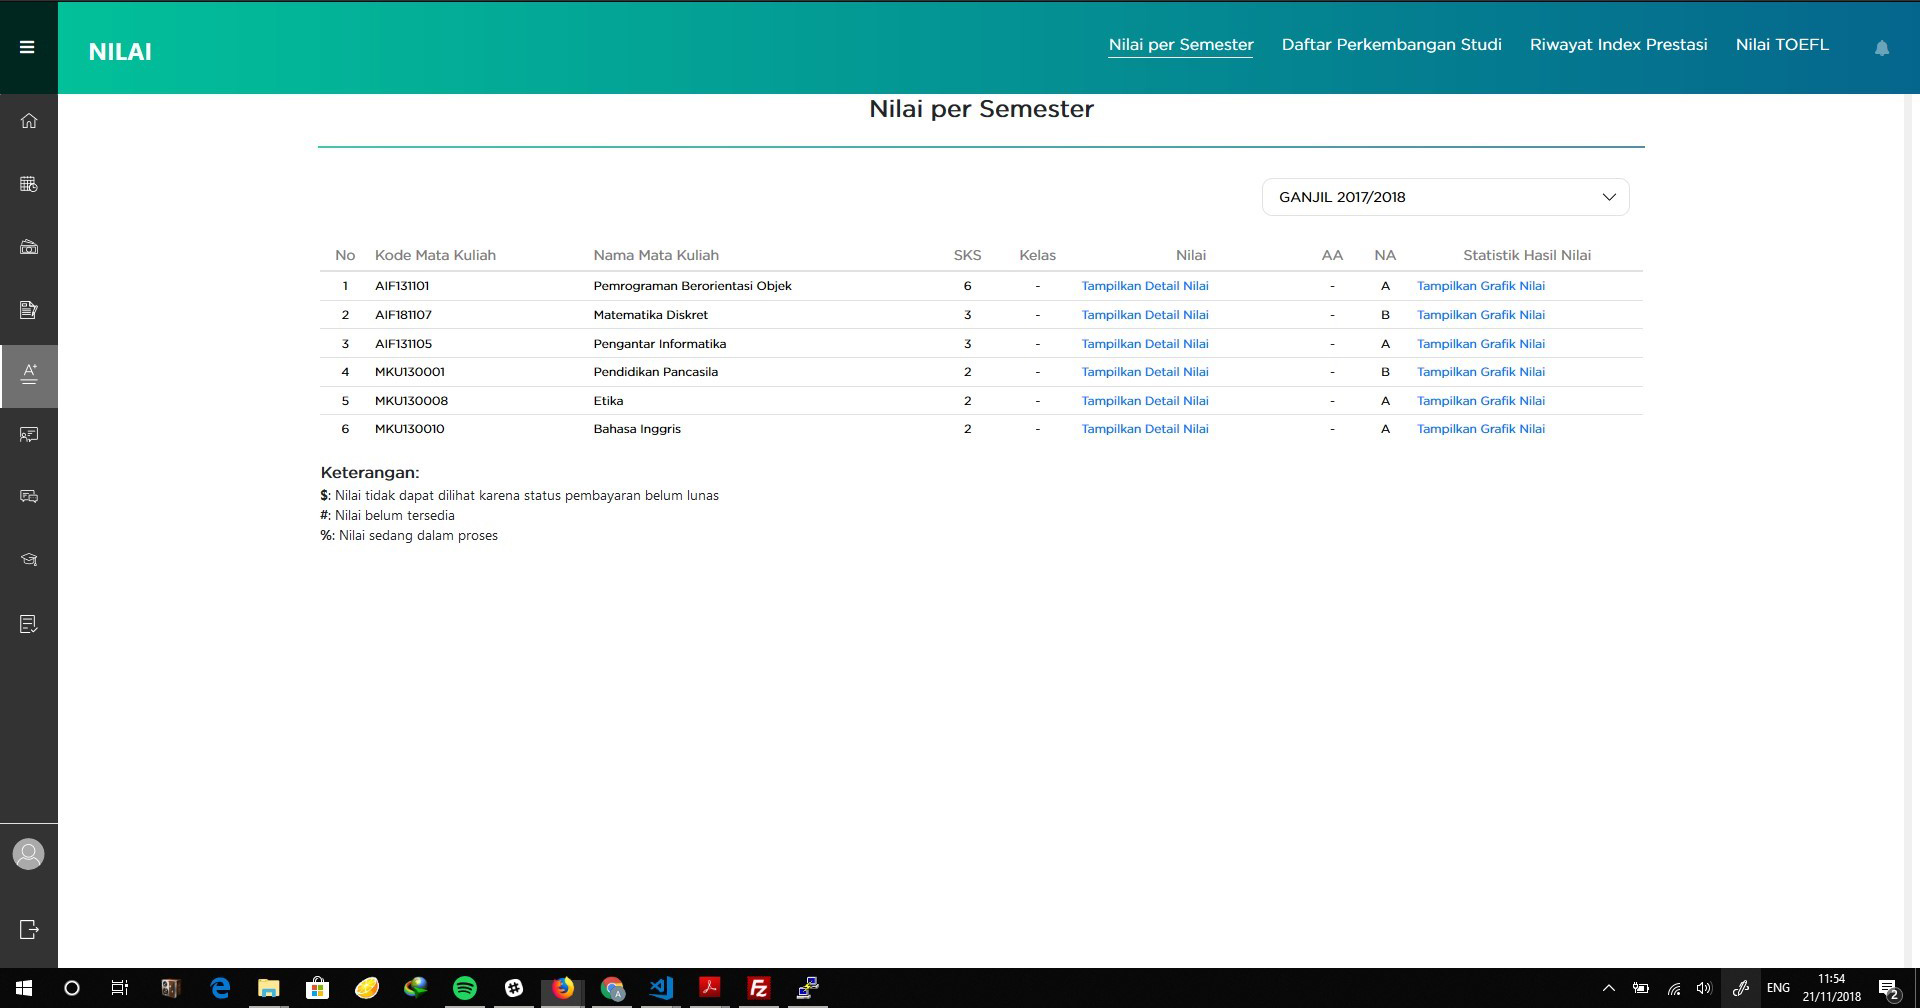 NILAI
Nilai per Semester Daftar Perkembangan Studi Riwayat Index Prestasi Nilai TOEFL
Nilai per Semester
GANJIL 2017/2018
No Kode Mata Kuliah Nama Mata Kuliah SKS Kelas Nilai AA NA Statistik Hasil Nilai
1 AIF131101 Pemrograman Berorientasi Objek 6 - Tampilkan Detail Nilai - A Tampilkan Grafik Nilai
2 AIF181107 Matematika Diskret 3 - Tampilkan Detail Nilai - B Tampilkan Grafik Nilai
3 AIF131105 Pengantar Informatika 3 - Tampilkan Detail Nilai - A Tampilkan Grafik Nilai
4 MKU130001 Pendidikan Pancasila 2 - Tampilkan Detail Nilai - B Tampilkan Grafik Nilai
5 MKU130008 Etika 2 - Tampilkan Detail Nilai - A Tampilkan Grafik Nilai
6 MKU130010 Bahasa Inggris 2 - Tampilkan Detail Nilai - A Tampilkan Grafik Nilai
Keterangan:
$: Nilai tidak dapat dilihat karena status pembayaran belum lunas
#: Nilai belum tersedia
%: Nilai sedang dalam proses
ENG
11:54
21/11/2018
2